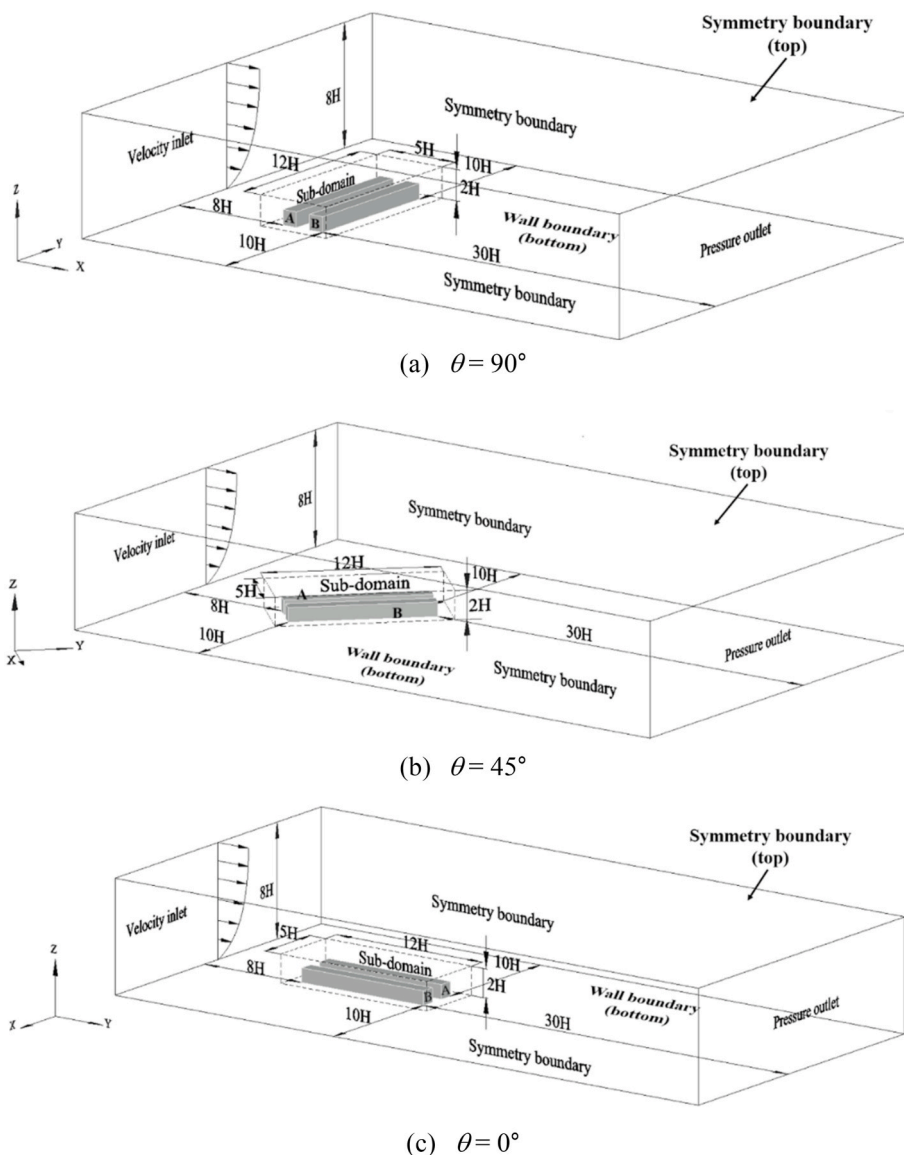 Symmetry boundary
(top)
8H
Symmetry boundary
Velocity inlet
5H
10H
12H
2H
Sub-domain
Z
8H
A
B
Wall boundary
(bottom)
Pressure outlet
Y
10H
30H
X
Symmetry boundary
(a) θ = 90°
Symmetry boundary
(top)
8H
Symmetry boundary
Velocity inlet
12H
10H
Z
5H
Sub-domain
A
8H
2H
B
30H
10H
Pressure outlet
Y
X
Wall boundary
(bottom)
Symmetry boundary
(b) θ = 45°
Symmetry boundary
(top)
8H
Symmetry boundary
Velocity inlet
5H
12H
Z
Sub-domain
10H
8H
2H
A
B
Wall boundary
(bottom)
Pressure outlet
X
Y
10H
30H
Symmetry boundary
(c) θ = 0°